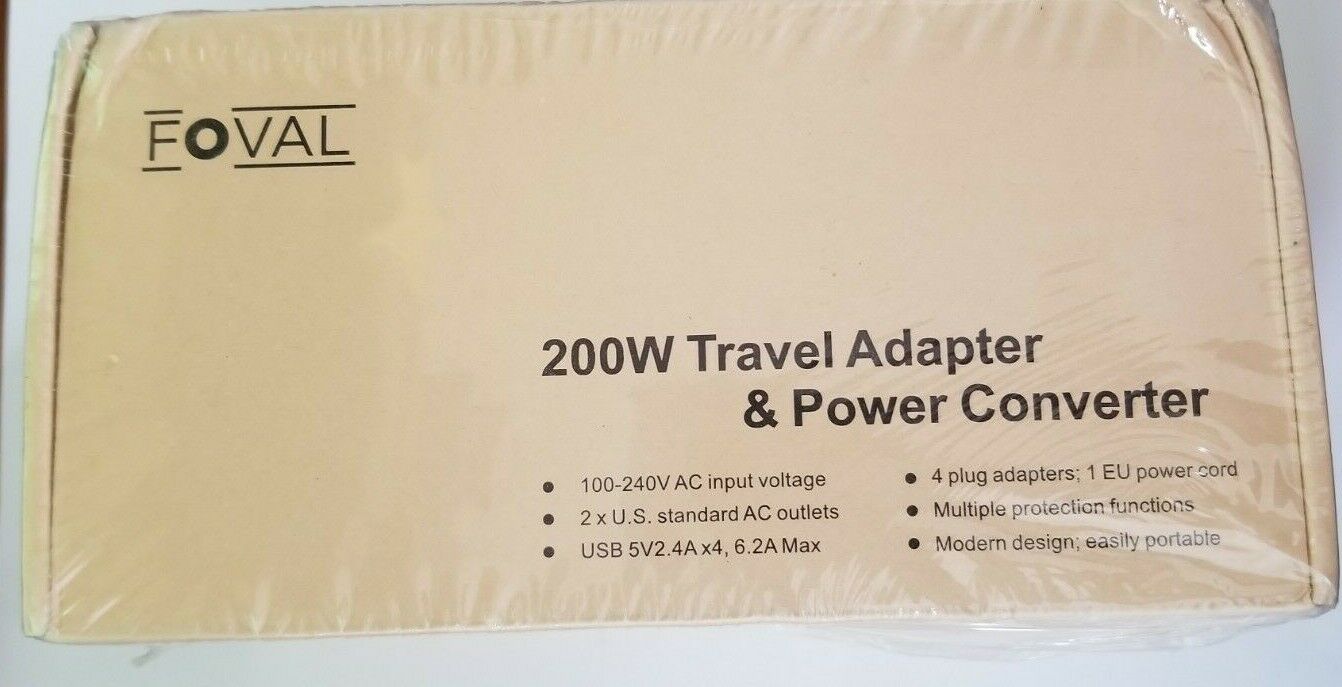 FOVAL
200W Travel Adapter
& Power Converter
● 100-240V AC input voltage
● 2 x U.S. standard AC outlets
● USB 5V2.4A x4, 6.2A Max
● 4 plug adapters; 1 EU power cord
● Multiple protection functions
● Modern design; easily portable